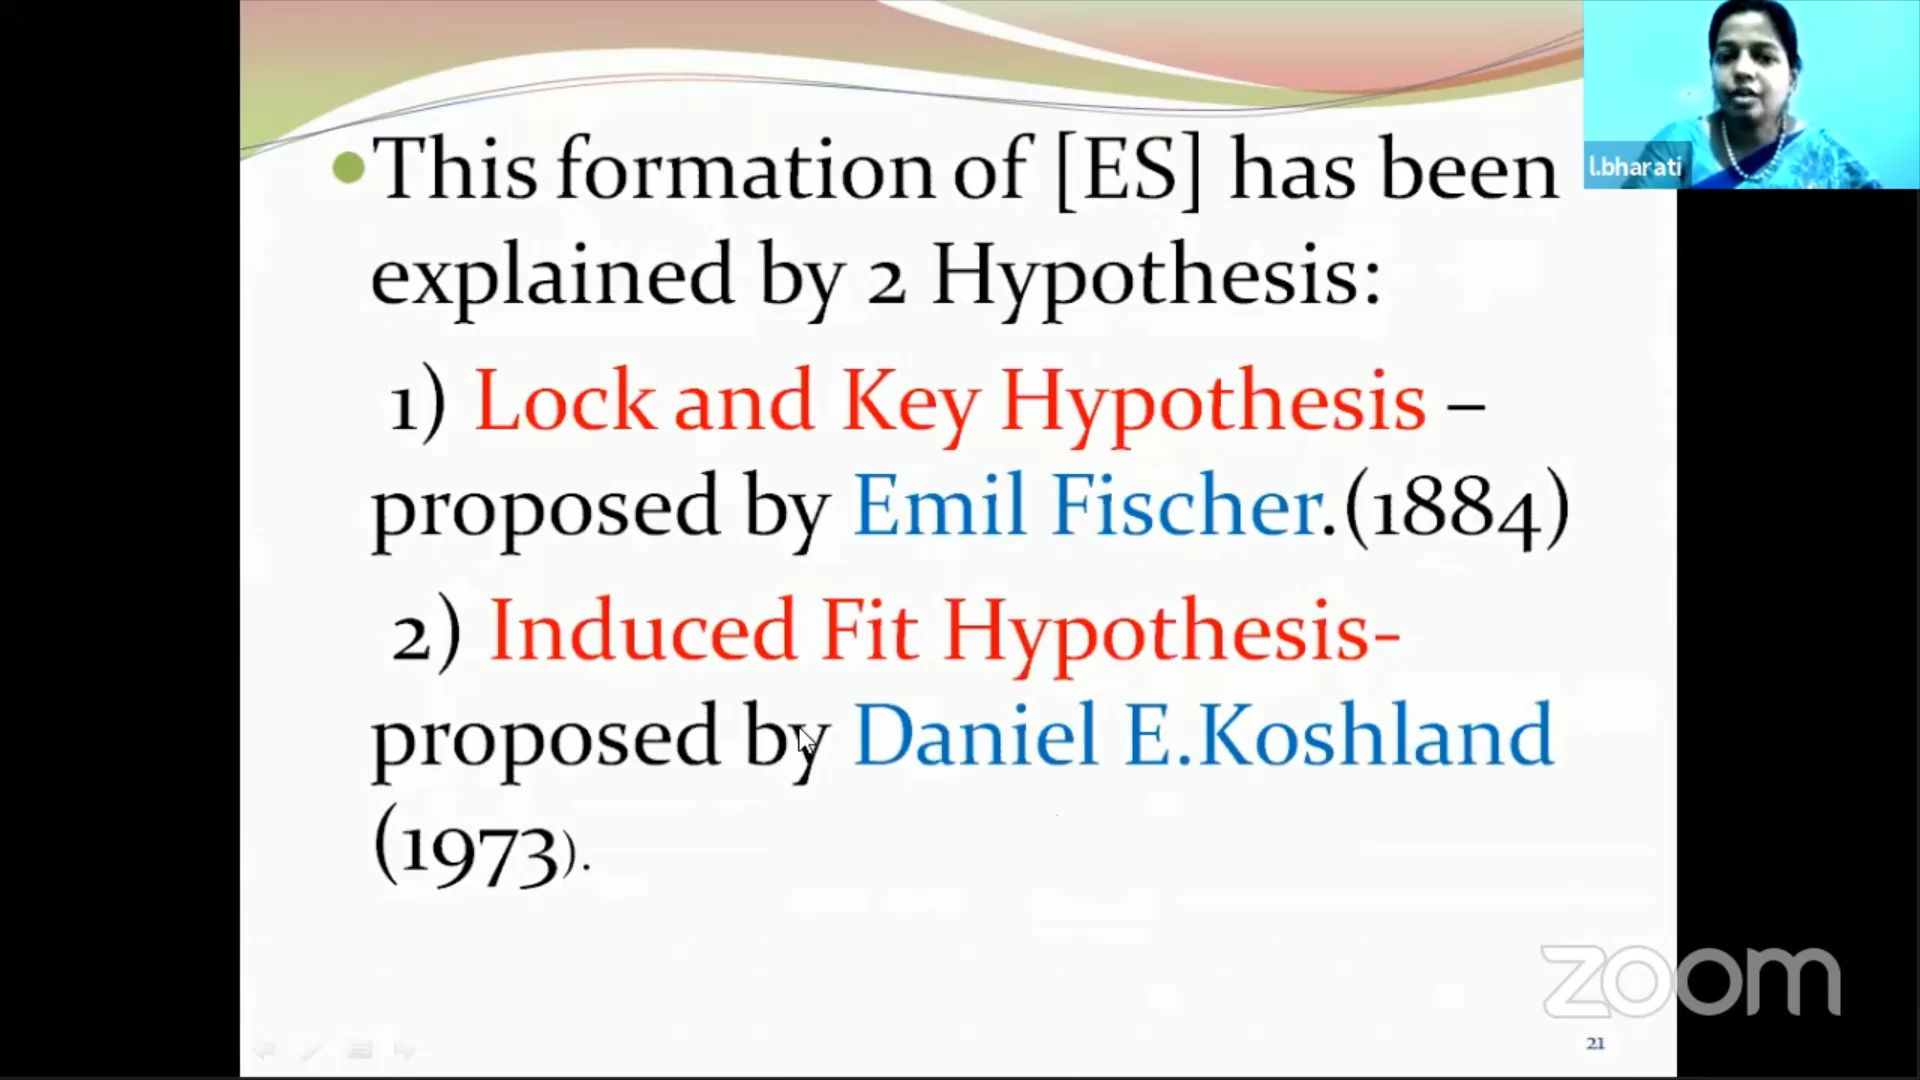 This formation of [ES] has been
explained by 2 Hypothesis:
1) Lock and Key Hypothesis –
proposed by Emil Fischer.(1884)
2) Induced Fit Hypothesis-
proposed by Daniel E.Koshland
(1973).
l.bharati
zoom
21